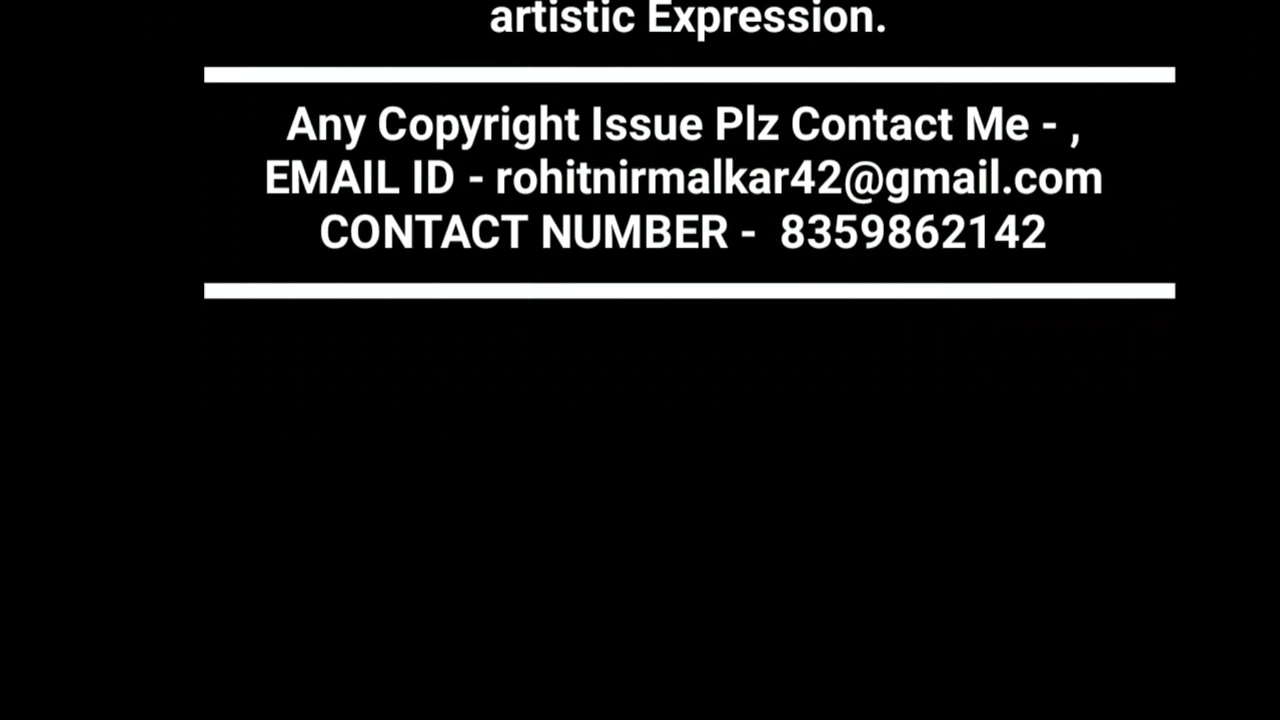 artistic Expression.
Any Copyright Issue Plz Contact Me - ,
EMAIL ID - rohitnirmalkar42@gmail.com
CONTACT NUMBER - 8359862142